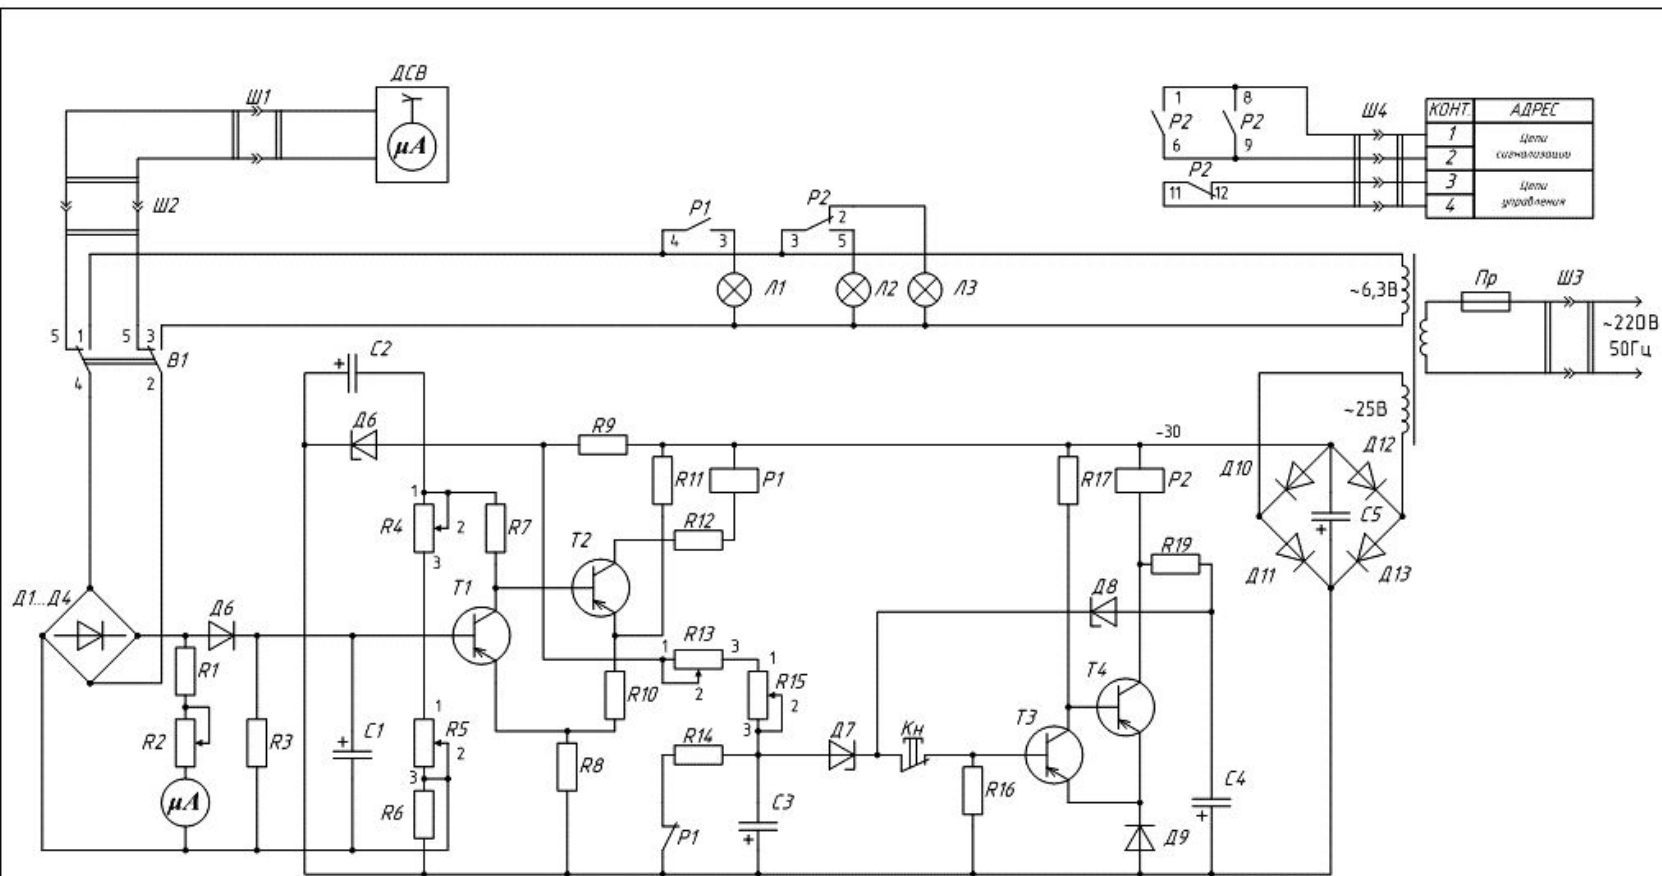 ДСВ
Ш1
μA
Ш2
Р1
4 3
Р2
2
3 5
Л1
Л2
Л3
1 8
Р2 Р2
6 9
Р2
11 12
Ш4
КОНТ. АДРЕС
1 Цепи сигнализации
2
3 Цепи управления
4
~6,3В
Пр
Ш3
~220В
50Гц
~25В
5 1 5 3
В1
4 2
С2
+
Д6
R9
-30
Д12
Д10
С5
+
Д11
Д13
R11
Р1
R17
Р2
1
R4
2
3
R7
Т2
R12
R19
Д8
Д1...Д4
Д6
Т1
R1
R2
R3
μA
+
С1
1
R5
2
3
R6
R8
R10
R13
1 3
2
1
R15
2
3
R14
Р1
С3
+
Д7
Кн
R16
Т3
Т4
Д9
С4
+